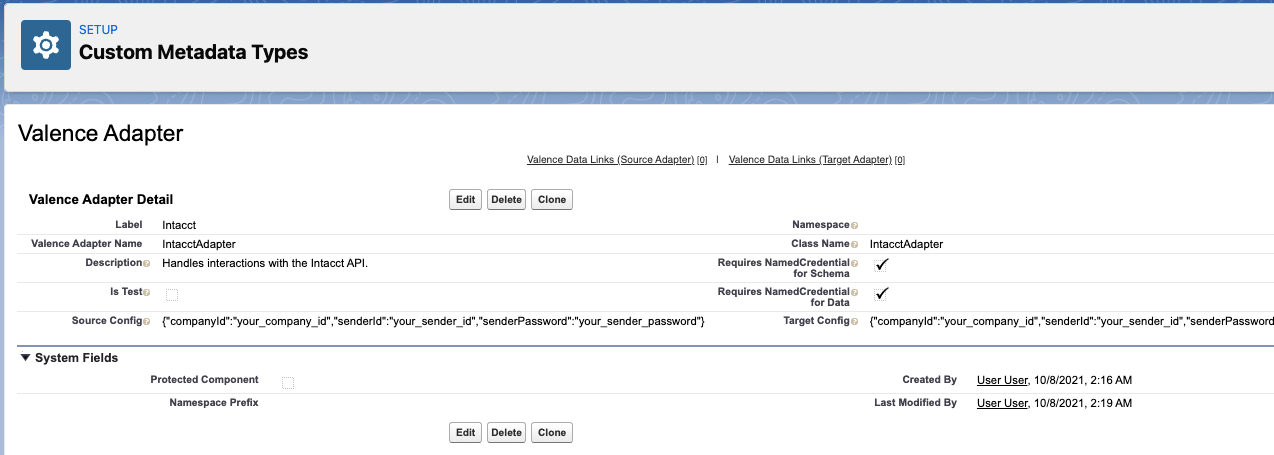 SETUP
Custom Metadata Types
Valence Adapter
Valence Data Links (Source Adapter) [0] | Valence Data Links (Target Adapter) [0]
Valence Adapter Detail Edit Delete Clone
Label Intacct Namespace ?
Valence Adapter Name IntacctAdapter Class Name ? IntacctAdapter
Description ? Handles interactions with the Intacct API. Requires NamedCredential ?
for Schema
Is Test ? Requires NamedCredential ?
for Data
Source Config ? {"companyId":"your_company_id","senderId":"your_sender_id","senderPassword":"your_sender_password"} Target Config ? {"companyId":"your_company_id","senderId":"your_sender_id","senderPassword
System Fields
Protected Component Created By User User, 10/8/2021, 2:16 AM
Namespace Prefix Last Modified By User User, 10/8/2021, 2:19 AM
Edit Delete Clone